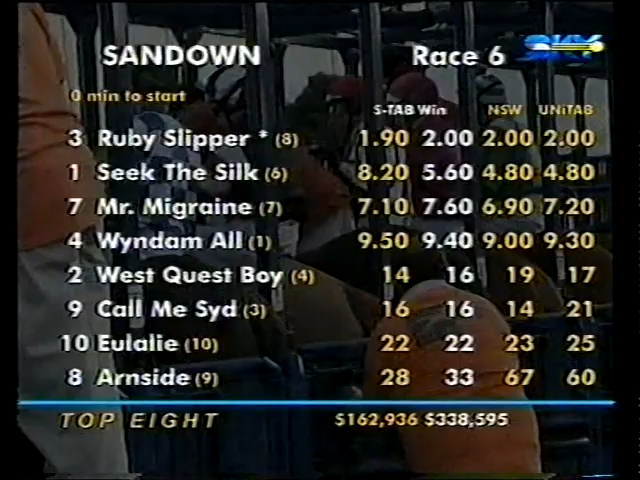 SANDOWN Race 6 SKY
0 min to start
S-TAB Win NSW UNiTAB
3 Ruby Slipper * (8) 1.90 2.00 2.00 2.00
1 Seek The Silk (6) 8.20 5.60 4.80 4.80
7 Mr. Migraine (7) 7.10 7.60 6.90 7.20
4 Wyndam All (1) 9.50 9.40 9.00 9.30
2 West Quest Boy (4) 14 16 19 17
9 Call Me Syd (3) 16 16 14 21
10 Eulalie (10) 22 22 23 25
8 Arnside (9) 28 33 67 60
TOP EIGHT $162,936 $338,595